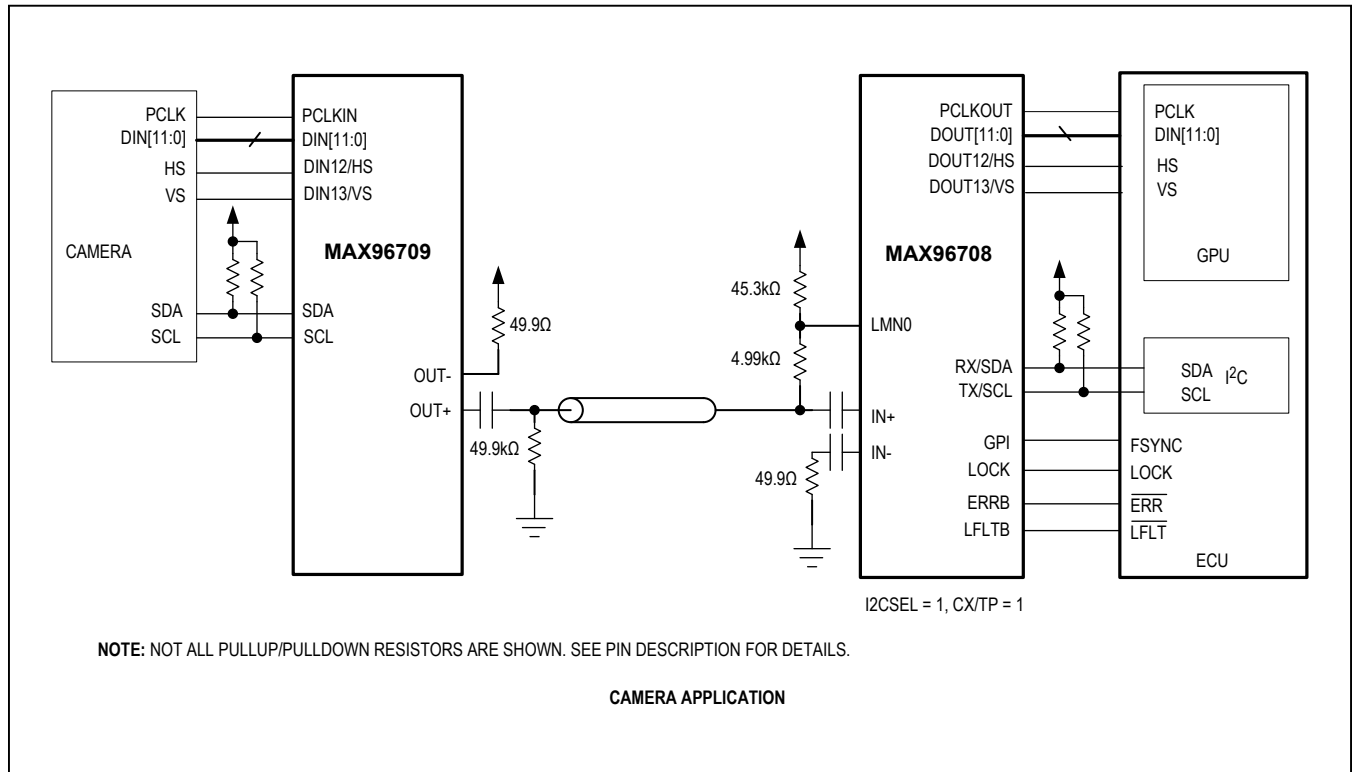 CAMERA
PCLK
DIN[11:0]
HS
VS
SDA
SCL
PCLKIN
DIN[11:0]
DIN12/HS
DIN13/VS
MAX96709
SDA
SCL
OUT-
OUT+
49.9Ω
49.9kΩ
45.3kΩ
4.99kΩ
49.9Ω
PCLKOUT
DOUT[11:0]
DOUT12/HS
DOUT13/VS
MAX96708
LMN0
RX/SDA
TX/SCL
IN+
IN-
GPI
LOCK
ERRB
LFLTB
PCLK
DIN[11:0]
HS
VS
GPU
SDA I²C
SCL
FSYNC
LOCK
ERR
LFLT
ECU
I2CSEL = 1, CX/TP = 1
NOTE: NOT ALL PULLUP/PULLDOWN RESISTORS ARE SHOWN. SEE PIN DESCRIPTION FOR DETAILS.
CAMERA APPLICATION